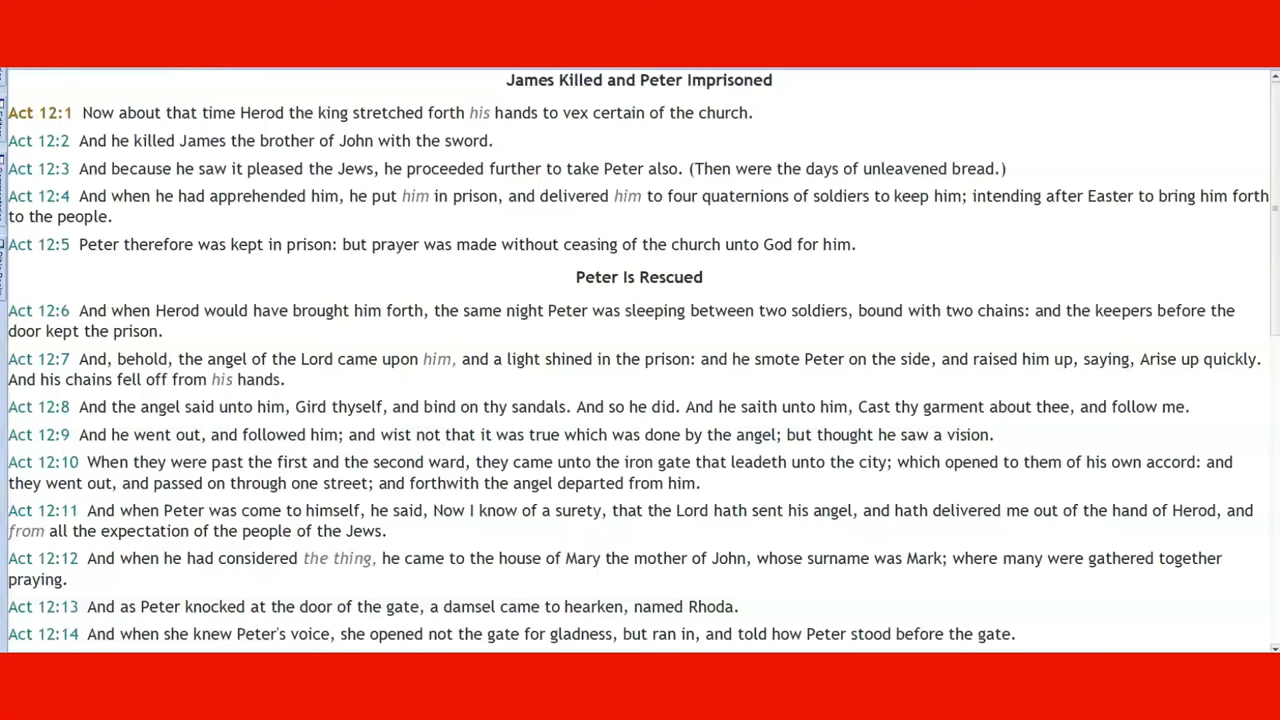 James Killed and Peter Imprisoned
Act 12:1 Now about that time Herod the king stretched forth his hands to vex certain of the church.
Act 12:2 And he killed James the brother of John with the sword.
Act 12:3 And because he saw it pleased the Jews, he proceeded further to take Peter also. (Then were the days of unleavened bread.)
Act 12:4 And when he had apprehended him, he put him in prison, and delivered him to four quaternions of soldiers to keep him; intending after Easter to bring him forth
to the people.
Act 12:5 Peter therefore was kept in prison: but prayer was made without ceasing of the church unto God for him.
Peter Is Rescued
Act 12:6 And when Herod would have brought him forth, the same night Peter was sleeping between two soldiers, bound with two chains: and the keepers before the
door kept the prison.
Act 12:7 And, behold, the angel of the Lord came upon him, and a light shined in the prison: and he smote Peter on the side, and raised him up, saying, Arise up quickly.
And his chains fell off from his hands.
Act 12:8 And the angel said unto him, Gird thyself, and bind on thy sandals. And so he did. And he saith unto him, Cast thy garment about thee, and follow me.
Act 12:9 And he went out, and followed him; and wist not that it was true which was done by the angel; but thought he saw a vision.
Act 12:10 When they were past the first and the second ward, they came unto the iron gate that leadeth unto the city; which opened to them of his own accord: and
they went out, and passed on through one street; and forthwith the angel departed from him.
Act 12:11 And when Peter was come to himself, he said, Now I know of a surety, that the Lord hath sent his angel, and hath delivered me out of the hand of Herod, and
from all the expectation of the people of the Jews.
Act 12:12 And when he had considered the thing, he came to the house of Mary the mother of John, whose surname was Mark; where many were gathered together
praying.
Act 12:13 And as Peter knocked at the door of the gate, a damsel came to hearken, named Rhoda.
Act 12:14 And when she knew Peter's voice, she opened not the gate for gladness, but ran in, and told how Peter stood before the gate.